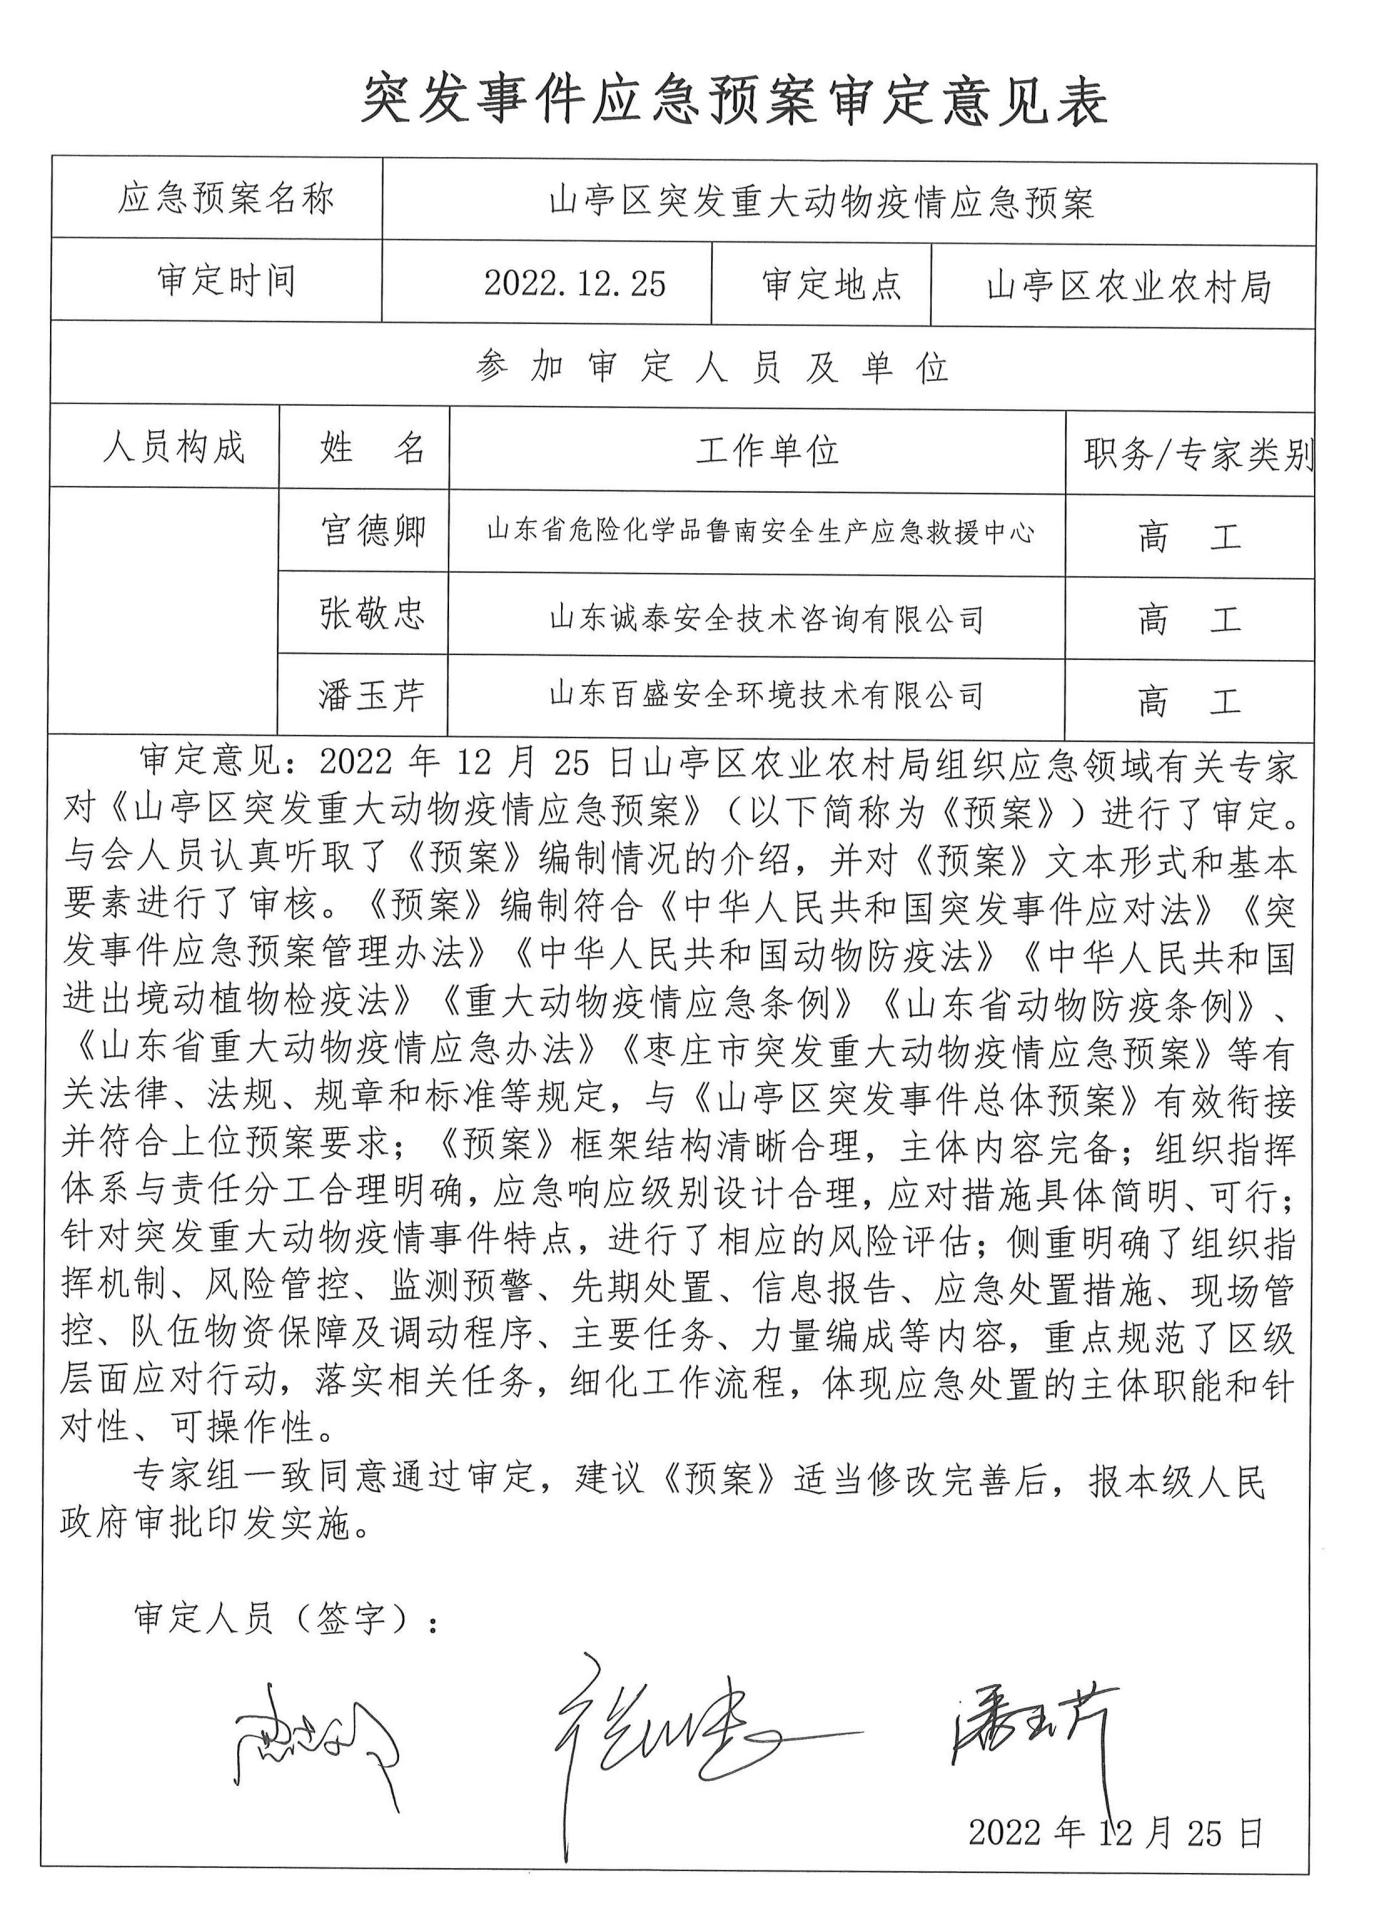 突发事件应急预案审定意见表
应急预案名称 山亭区突发重大动物疫情应急预案
审定时间 2022.12.25 审定地点 山亭区农业农村局
参加审定人员及单位
人员构成 姓 名 工作单位 职务/专家类别
宫德卿 山东省危险化学品鲁南安全生产应急救援中心 高 工
张敬忠 山东诚泰安全技术咨询有限公司 高 工
潘玉芹 山东百盛安全环境技术有限公司 高 工
审定意见：2022 年 12 月 25 日山亭区农业农村局组织应急领域有关专家
对《山亭区突发重大动物疫情应急预案》（以下简称为《预案》）进行了审定。
与会人员认真听取了《预案》编制情况的介绍，并对《预案》文本形式和基本
要素进行了审核。《预案》编制符合《中华人民共和国突发事件应对法》《突
发事件应急预案管理办法》《中华人民共和国动物防疫法》《中华人民共和国
进出境动植物检疫法》《重大动物疫情应急条例》《山东省动物防疫条例》、
《山东省重大动物疫情应急办法》《枣庄市突发重大动物疫情应急预案》等有
关法律、法规、规章和标准等规定，与《山亭区突发事件总体预案》有效衔接
并符合上位预案要求；《预案》框架结构清晰合理，主体内容完备；组织指挥
体系与责任分工合理明确，应急响应级别设计合理，应对措施具体简明、可行；
针对突发重大动物疫情事件特点，进行了相应的风险评估；侧重明确了组织指
挥机制、风险管控、监测预警、先期处置、信息报告、应急处置措施、现场管
控、队伍物资保障及调动程序、主要任务、力量编成等内容，重点规范了区级
层面应对行动，落实相关任务，细化工作流程，体现应急处置的主体职能和针
对性、可操作性。
专家组一致同意通过审定，建议《预案》适当修改完善后，报本级人民
政府审批印发实施。
审定人员（签字）：
潘玉芹
2022 年 12 月 25 日